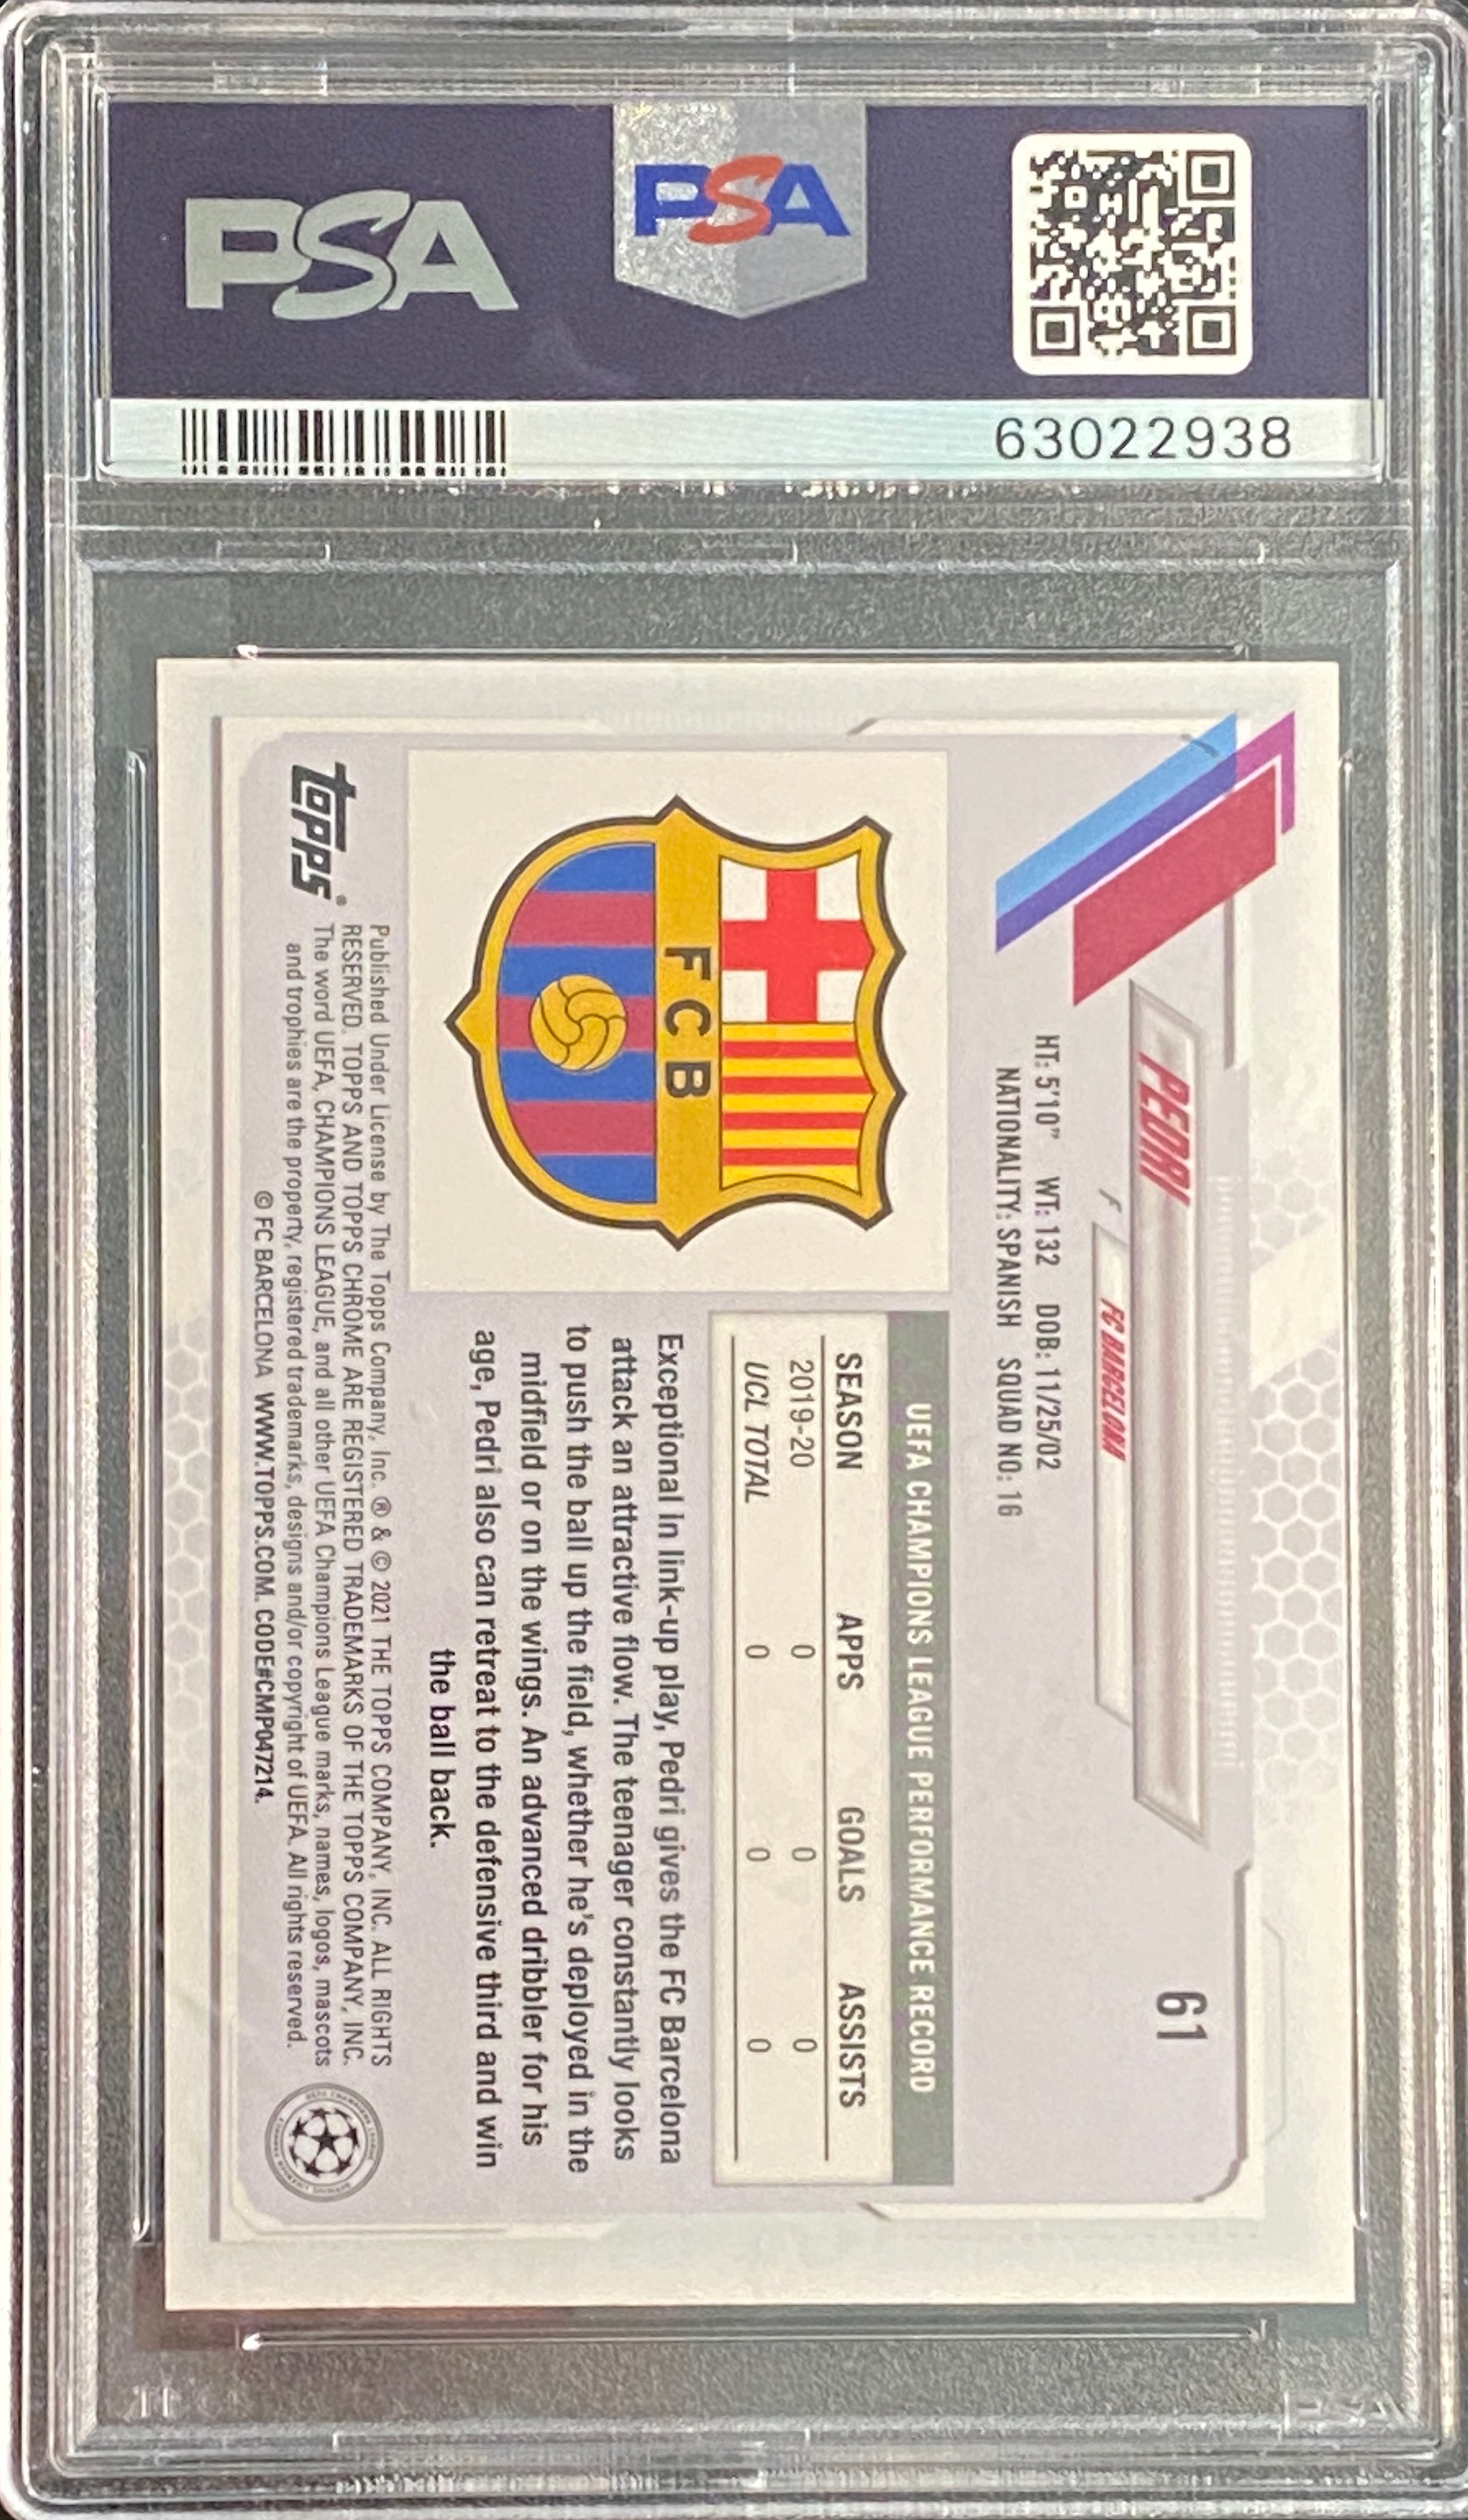 PSA
PSA
63022938
61
PEDRI
F
FC BARCELONA
HT: 5'10" WT: 132 DOB: 11/25/02
NATIONALITY: SPANISH SQUAD NO: 16
FCB
UEFA CHAMPIONS LEAGUE PERFORMANCE RECORD
SEASON APPS GOALS ASSISTS
2019-20 0 0 0
UCL TOTAL 0 0 0
Exceptional in link-up play, Pedri gives the FC Barcelona
attack an attractive flow. The teenager constantly looks
to push the ball up the field, whether he's deployed in the
midfield or on the wings. An advanced dribbler for his
age, Pedri also can retreat to the defensive third and win
the ball back.
topps®
Published Under License by The Topps Company, Inc. ® & © 2021 THE TOPPS COMPANY, INC. ALL RIGHTS
RESERVED. TOPPS AND TOPPS CHROME ARE REGISTERED TRADEMARKS OF THE TOPPS COMPANY, INC.
The word UEFA, CHAMPIONS LEAGUE, and all other UEFA Champions League marks, names, logos, mascots
and trophies are the property, registered trademarks, designs and/or copyright of UEFA. All rights reserved.
© FC BARCELONA WWW.TOPPS.COM. CODE#CMP047214.